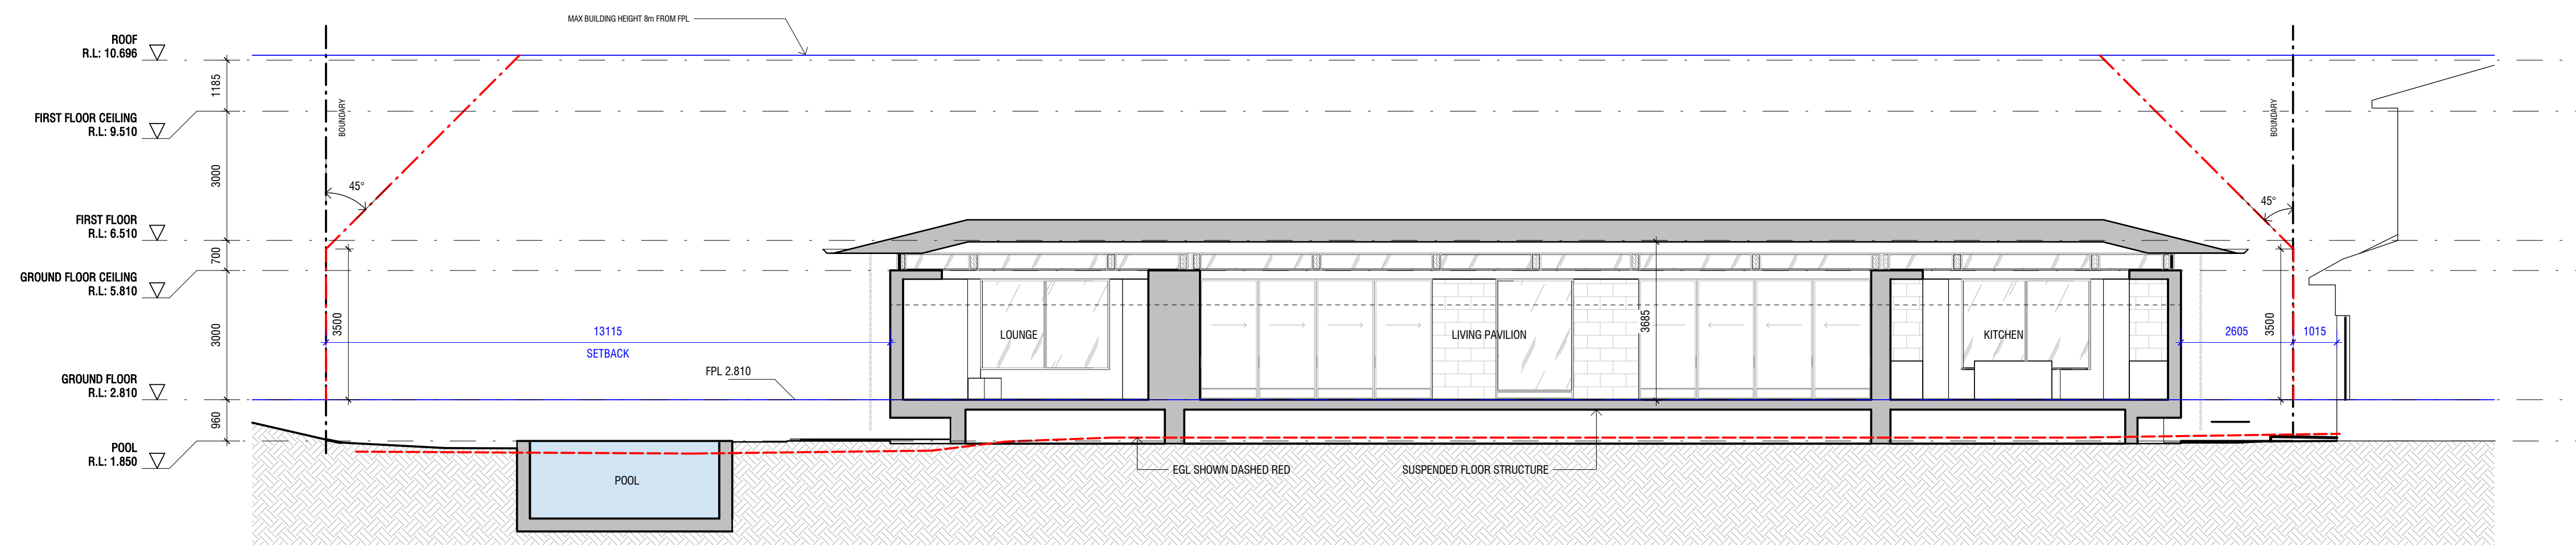 MAX BUILDING HEIGHT 8m FROM FPL
ROOF
R.L: 10.696
1185
FIRST FLOOR CEILING
R.L: 9.510
BOUNDARY
BOUNDARY
3000
45°
45°
FIRST FLOOR
R.L: 6.510
700
GROUND FLOOR CEILING
R.L: 5.810
3000
3500
13115
SETBACK
LOUNGE
LIVING PAVILION
3685
KITCHEN
2605
3500
1015
FPL 2.810
GROUND FLOOR
R.L: 2.810
960
POOL
R.L: 1.850
EGL SHOWN DASHED RED
SUSPENDED FLOOR STRUCTURE
POOL